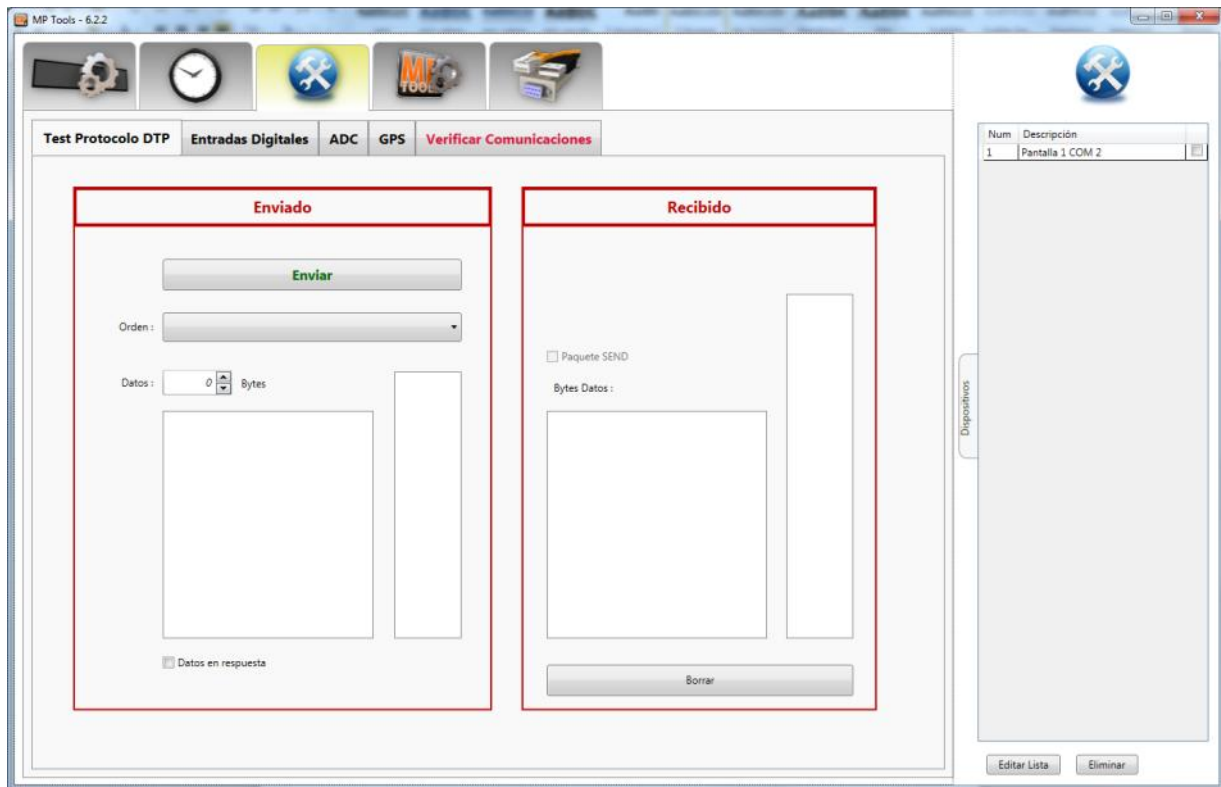 MP Tools - 6.2.2
MP
TOOLS
Test Protocolo DTP
Entradas Digitales
ADC
GPS
Verificar Comunicaciones
Enviado
Enviar
Orden :
Datos :
0
Bytes
Datos en respuesta
Recibido
Paquete SEND
Bytes Datos :
Borrar
Dispositivos
Num Descripción
1 Pantalla 1 COM 2
Editar Lista
Eliminar